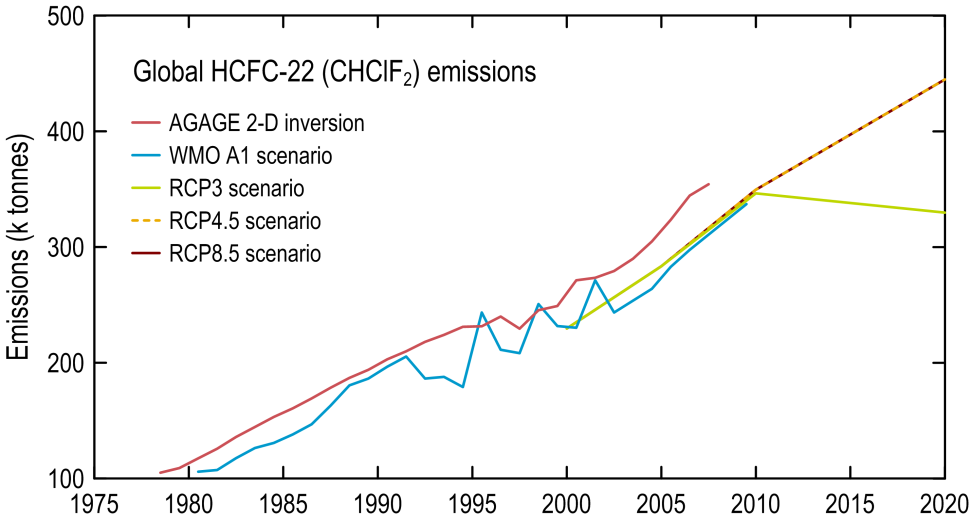 500
Global HCFC-22 (CHClF₂) emissions
AGAGE 2-D inversion
400
WMO A1 scenario
RCP3 scenario
RCP4.5 scenario
RCP8.5 scenario
300
Emissions (k tonnes)
200
100
1975 1980 1985 1990 1995 2000 2005 2010 2015 2020